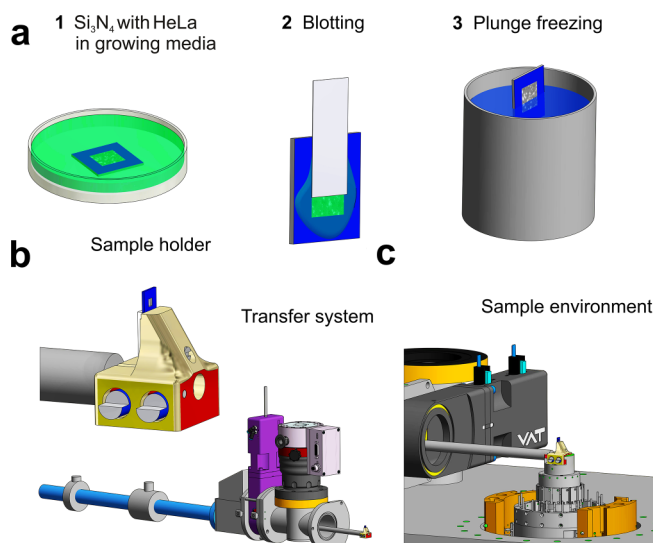 a
1 Si₃N₄ with HeLa
in growing media
2 Blotting
3 Plunge freezing
b
Sample holder
Transfer system
c
Sample environment
VAT